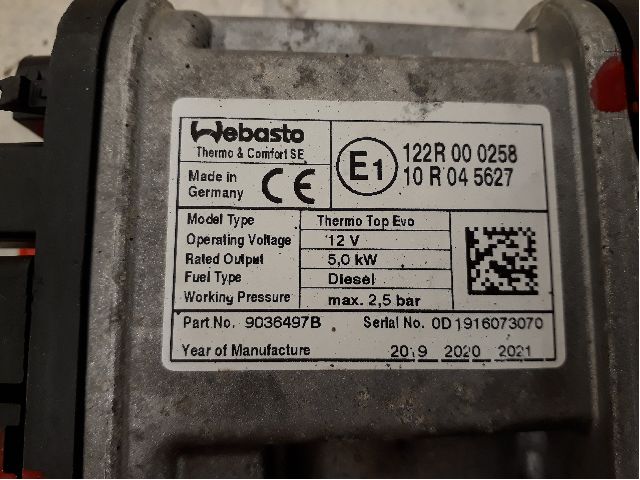 Webasto
Thermo & Comfort SE
Made in
Germany
CE
E1
122R 00 0258
10 R 04 5627
Model Type Thermo Top Evo
Operating Voltage 12 V
Rated Output 5,0 kW
Fuel Type Diesel
Working Pressure max. 2,5 bar
Part No. 9036497B Serial No. 0D1916073070
Year of Manufacture 2019 2020 2021